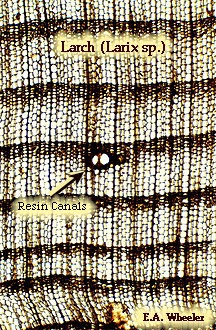 Larch (Larix sp.)
Resin Canals
E.A. Wheeler